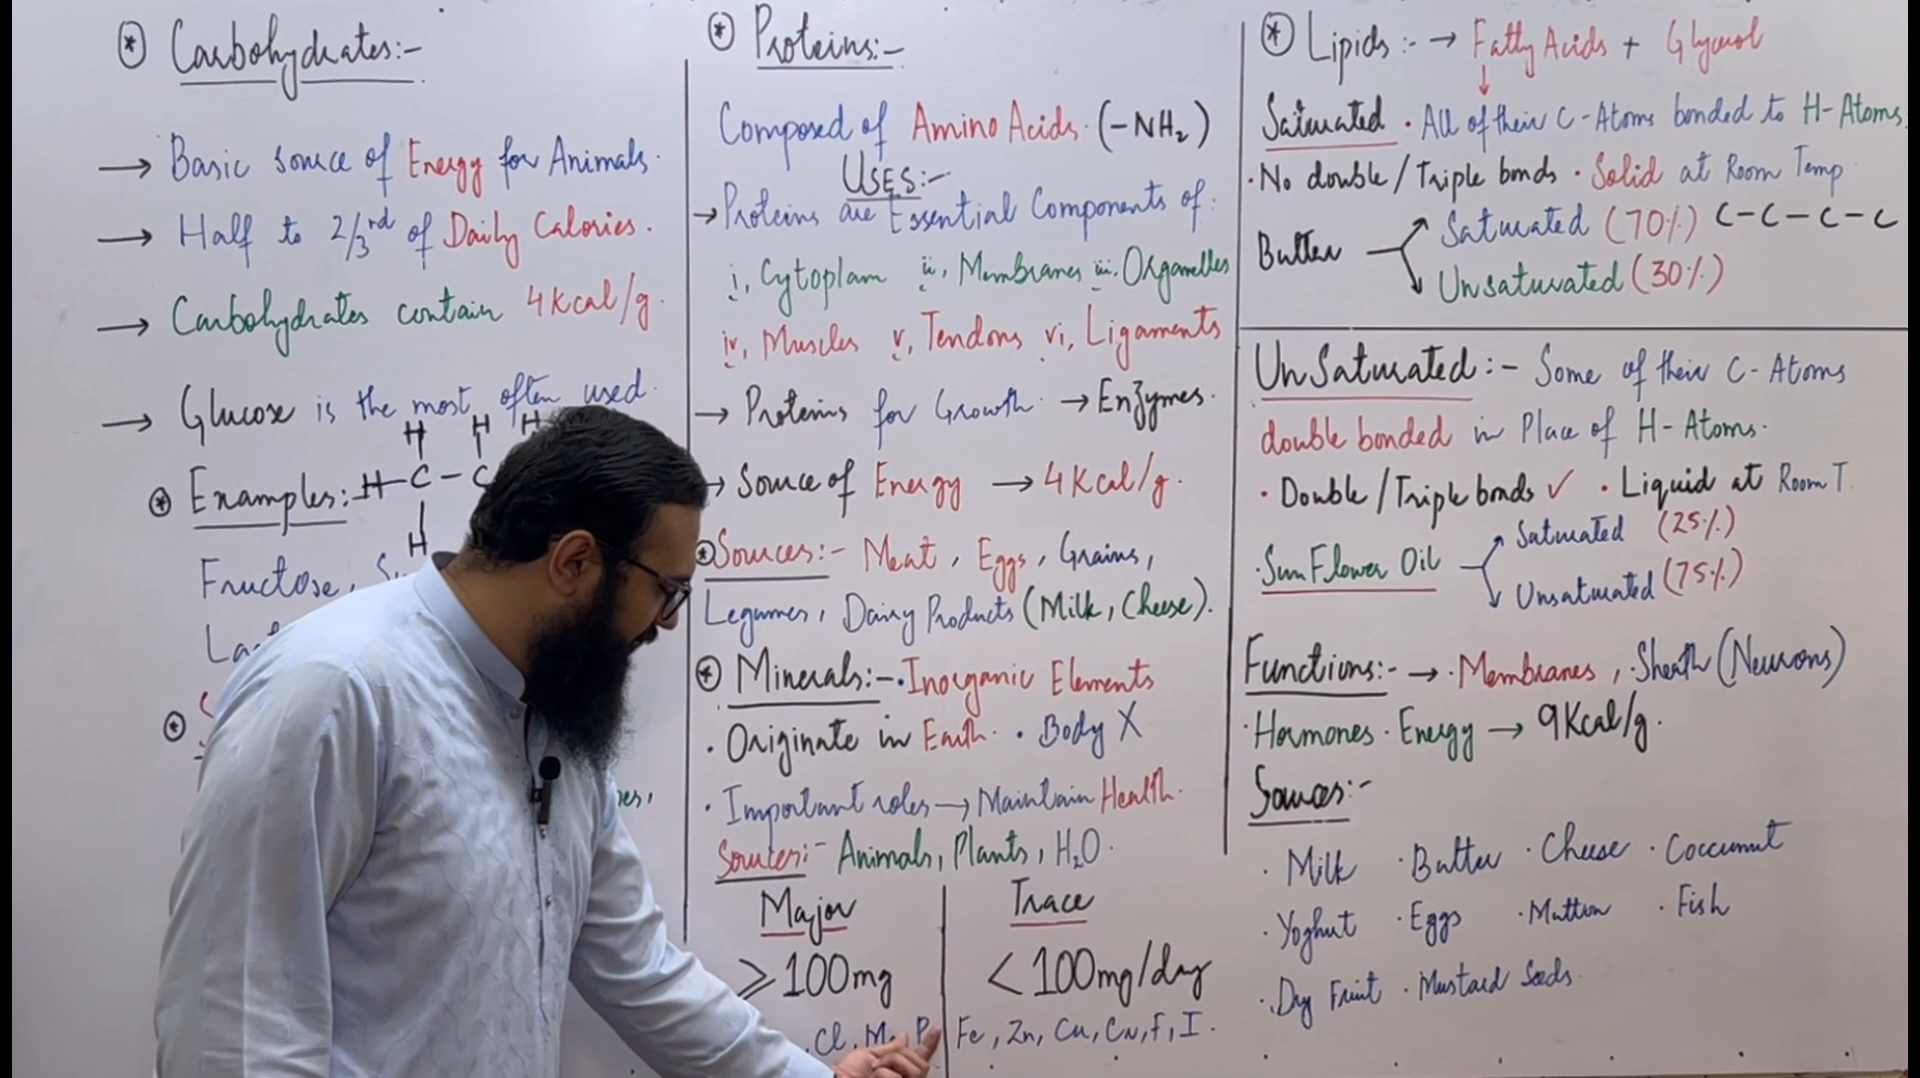 * Carbohydrates:-
→ Basic source of Energy for Animals.
→ Half to 2/3rd of Daily Calories.
→ Carbohydrates contain 4Kcal/g.
→ Glucose is the most often used.
H H H
* Examples:- H-C-C
H
Fructose,
* Proteins:-
Composed of Amino Acids. (-NH₂)
USES:-
→ Proteins are Essential Components of:
i, Cytoplam ii, Membranes iii. Organelles
iv, Muscles v, Tendons vi, Ligaments
→ Proteins for Growth. → Enzymes.
→ Source of Energy → 4Kcal/g.
* Sources:- Meat, Eggs, Grains,
Legumes, Dairy Products (Milk, Cheese).
* Minerals:- · Inorganic Elements
· Originate in Earth. · Body X
· Important roles → Maintain Health.
Sources:- Animals, Plants, H₂O.
Major
⩾100mg
Cl, M
Trace
<100mg/day
Fe, Zn, Cu, Cr, F, I.
* Lipids:- → Fatty Acids + Glycerol
↓
Saturated · All of their C-Atoms bonded to H-Atoms.
· No double/Triple bonds · Solid at Room Temp
Butter → Saturated (70%) C-C-C-C
Unsaturated (30%)
UnSaturated:- Some of their C-Atoms
double bonded in Place of H-Atoms.
· Double/Triple bonds ✓ · Liquid at Room T.
· SunFlower Oil → Saturated (25%)
Unsaturated (75%)
Functions:- → · Membranes, · Sheath (Neurons)
· Hormones · Energy → 9Kcal/g.
Sources:-
· Milk · Butter · Cheese · Coccunut
· Yoghut · Eggs · Mutton · Fish
· Dry Fruit · Mustard Seeds.